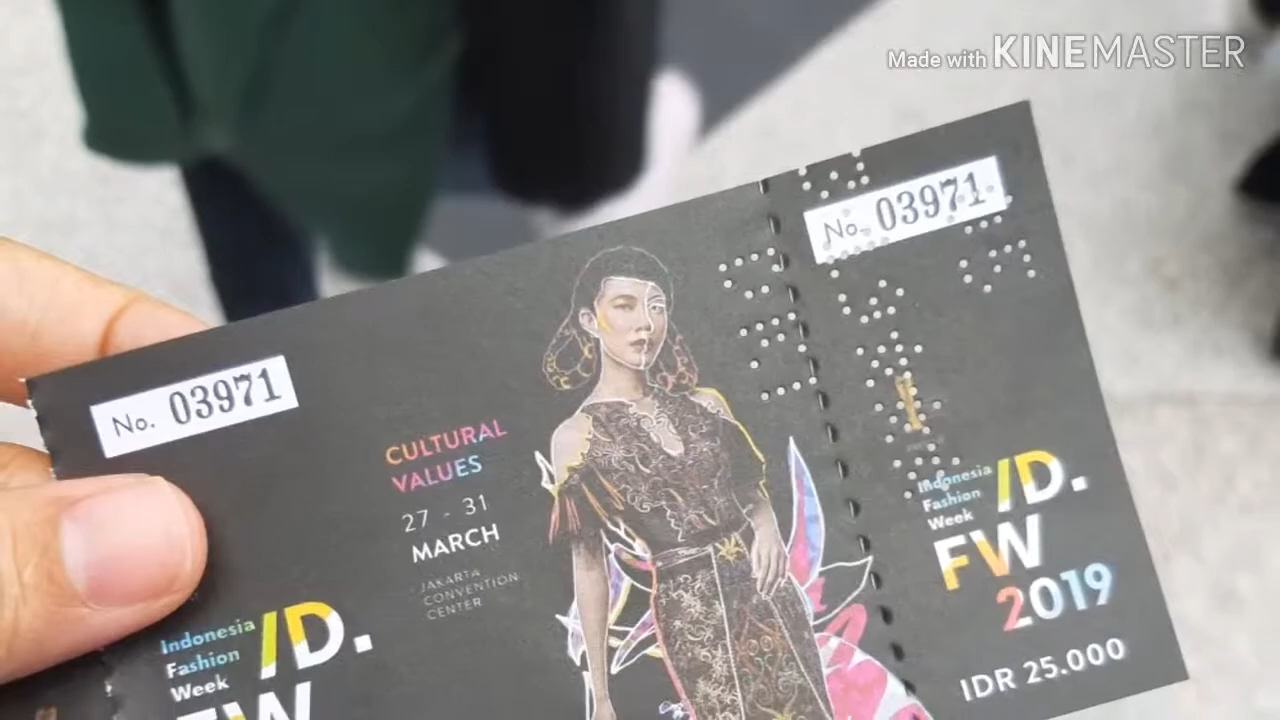 Made with KINEMASTER
No. 03971
CULTURAL
VALUES
27 - 31
MARCH
JAKARTA
CONVENTION
CENTER
Indonesia
Fashion
Week
/D.
FW
No. 03971
Indonesia
Fashion
Week
/D.
FW
2019
IDR 25.000